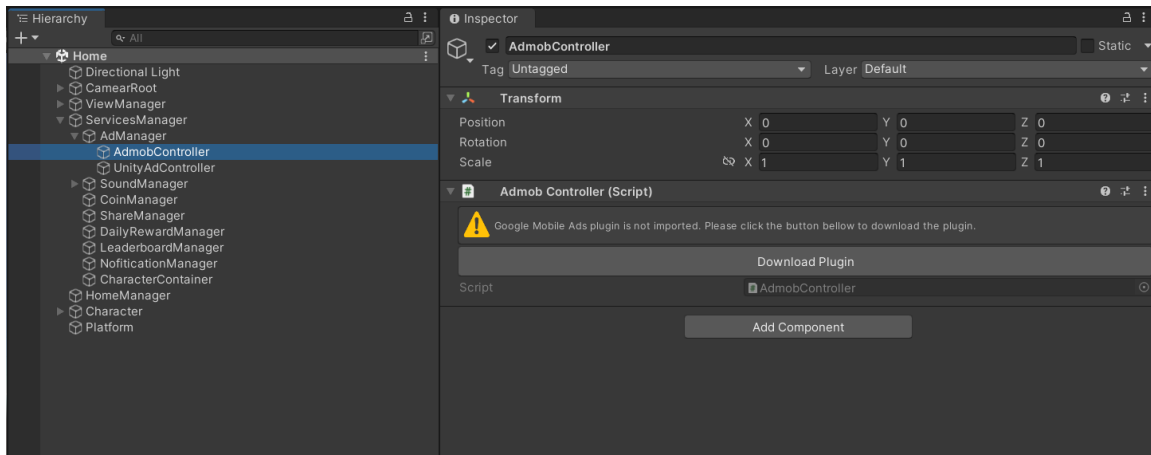 Hierarchy
All
Home
Directional Light
CamearRoot
ViewManager
ServicesManager
AdManager
AdmobController
UnityAdController
SoundManager
CoinManager
ShareManager
DailyRewardManager
LeaderboardManager
NofiticationManager
CharacterContainer
HomeManager
Character
Platform
Inspector
AdmobController Static
Tag Untagged Layer Default
Transform
Position X 0 Y 0 Z 0
Rotation X 0 Y 0 Z 0
Scale X 1 Y 1 Z 1
# Admob Controller (Script)
Google Mobile Ads plugin is not imported. Please click the button bellow to download the plugin.
Download Plugin
Script # AdmobController
Add Component